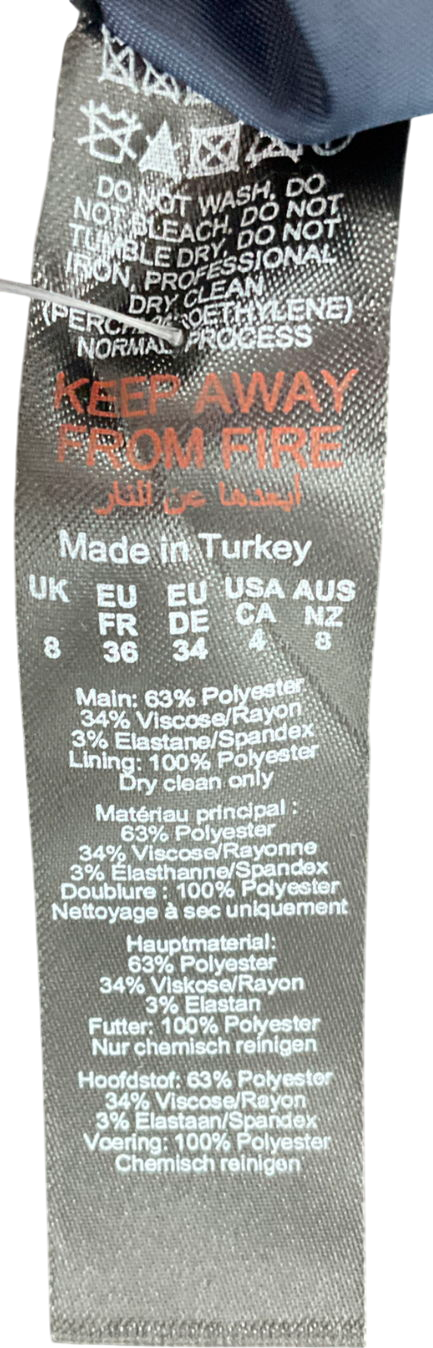 DO NOT WASH, DO
NOT BLEACH, DO NOT
TUMBLE DRY, DO NOT
IRON, PROFESSIONAL
DRY CLEAN
(PERCHLOROETHYLENE)
NORMAL PROCESS
KEEP AWAY
FROM FIRE
أبعدها عن النار
Made in Turkey
UK EU EU USA AUS
FR DE CA NZ
8 36 34 4 8
Main: 63% Polyester
34% Viscose/Rayon
3% Elastane/Spandex
Lining: 100% Polyester
Dry clean only
Matériau principal :
63% Polyester
34% Viscose/Rayonne
3% Élasthanne/Spandex
Doublure : 100% Polyester
Nettoyage à sec uniquement
Hauptmaterial:
63% Polyester
34% Viskose/Rayon
3% Elastan
Futter: 100% Polyester
Nur chemisch reinigen
Hoofdstof: 63% Polyester
34% Viscose/Rayon
3% Elastaan/Spandex
Voering: 100% Polyester
Chemisch reinigen